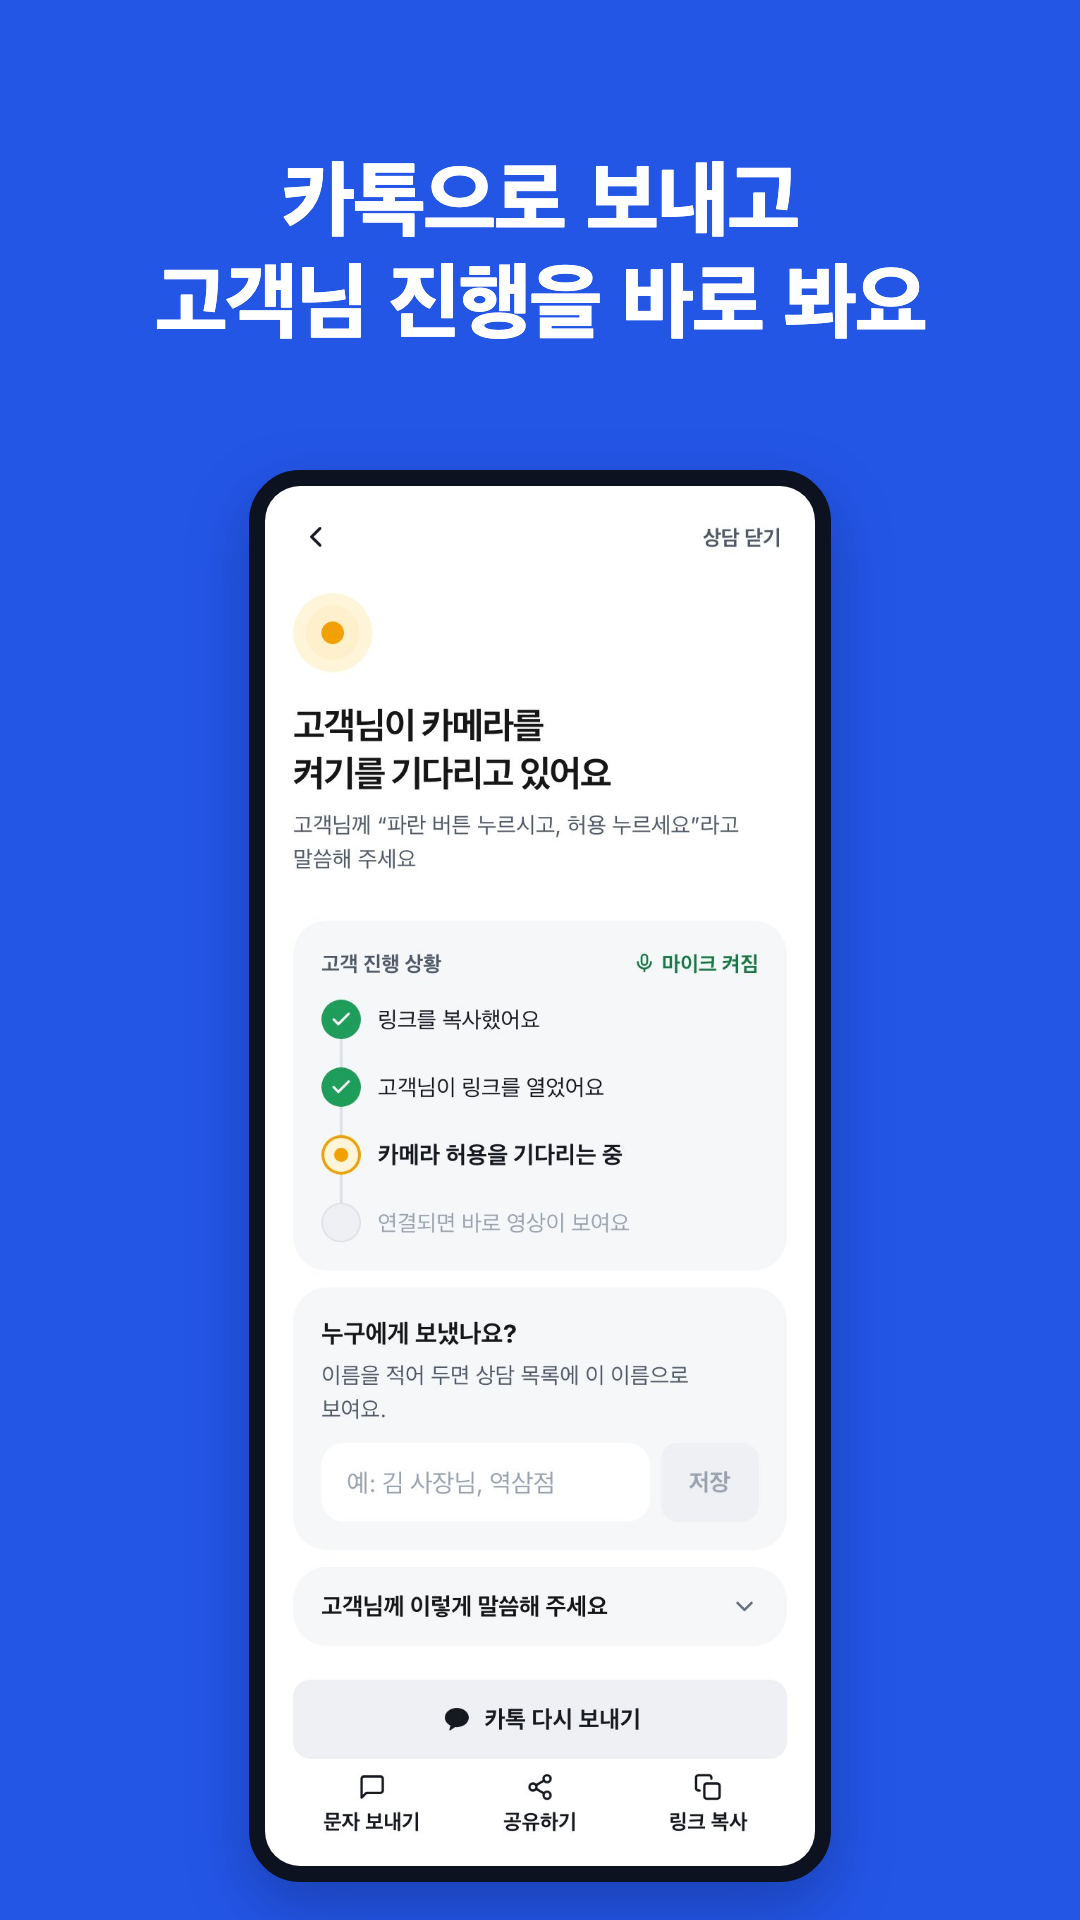 카톡으로 보내고
고객님 진행을 바로 봐요
상담 닫기
고객님이 카메라를
켜기를 기다리고 있어요
고객님께 “파란 버튼 누르시고, 허용 누르세요”라고
말씀해 주세요
고객 진행 상황
마이크 켜짐
링크를 복사했어요
고객님이 링크를 열었어요
카메라 허용을 기다리는 중
연결되면 바로 영상이 보여요
누구에게 보냈나요?
이름을 적어 두면 상담 목록에 이 이름으로
보여요.
예: 김 사장님, 역삼점
저장
고객님께 이렇게 말씀해 주세요
카톡 다시 보내기
문자 보내기
공유하기
링크 복사